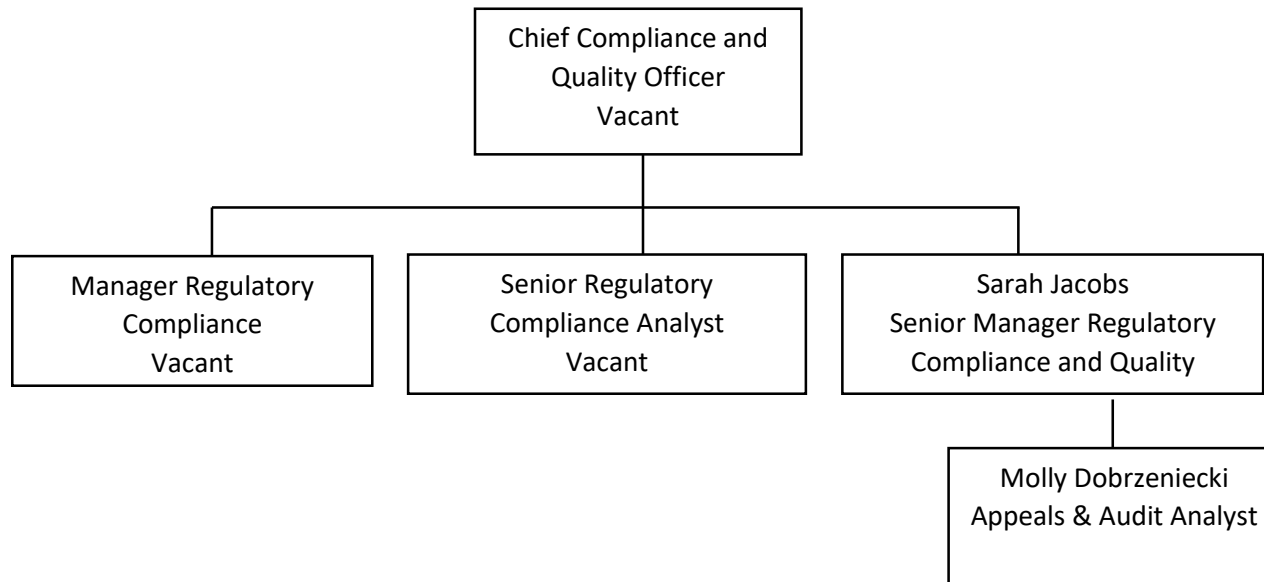 Chief Compliance and
Quality Officer
Vacant
Manager Regulatory
Compliance
Vacant
Senior Regulatory
Compliance Analyst
Vacant
Sarah Jacobs
Senior Manager Regulatory
Compliance and Quality
Molly Dobrzeniecki
Appeals & Audit Analyst